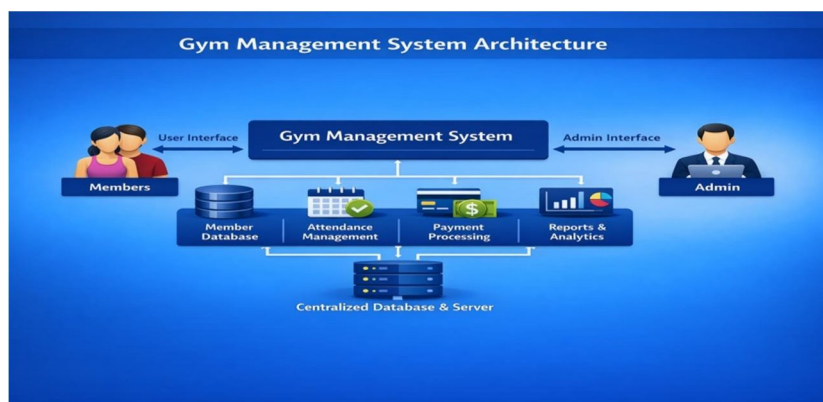 Gym Management System Architecture
User Interface
Gym Management System
Admin Interface
Members
Admin
Member
Database
Attendance
Management
Payment
Processing
Reports &
Analytics
Centralized Database & Server